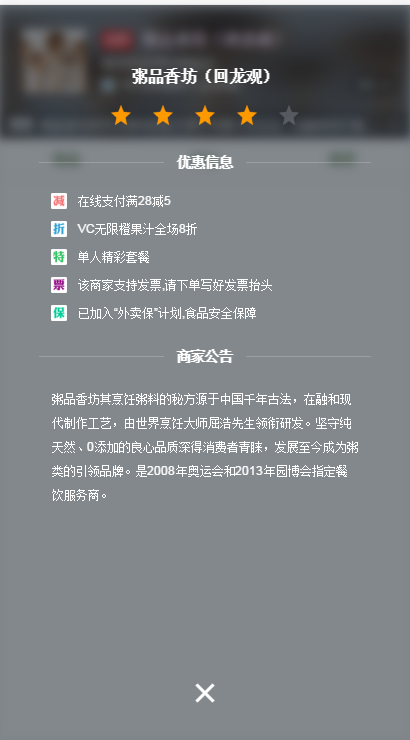 粥品香坊（回龙观）
优惠信息
减 在线支付满28减5
折 VC无限橙果汁全场8折
特 单人精彩套餐
票 该商家支持发票,请下单写好发票抬头
保 已加入“外卖保”计划,食品安全保障
商家公告
粥品香坊其烹饪粥料的秘方源于中国千年古法，在融和现
代制作工艺，由世界烹饪大师屈浩先生领衔研发。坚守纯
天然、0添加的良心品质深得消费者青睐，发展至今成为粥
类的引领品牌。是2008年奥运会和2013年园博会指定餐
饮服务商。